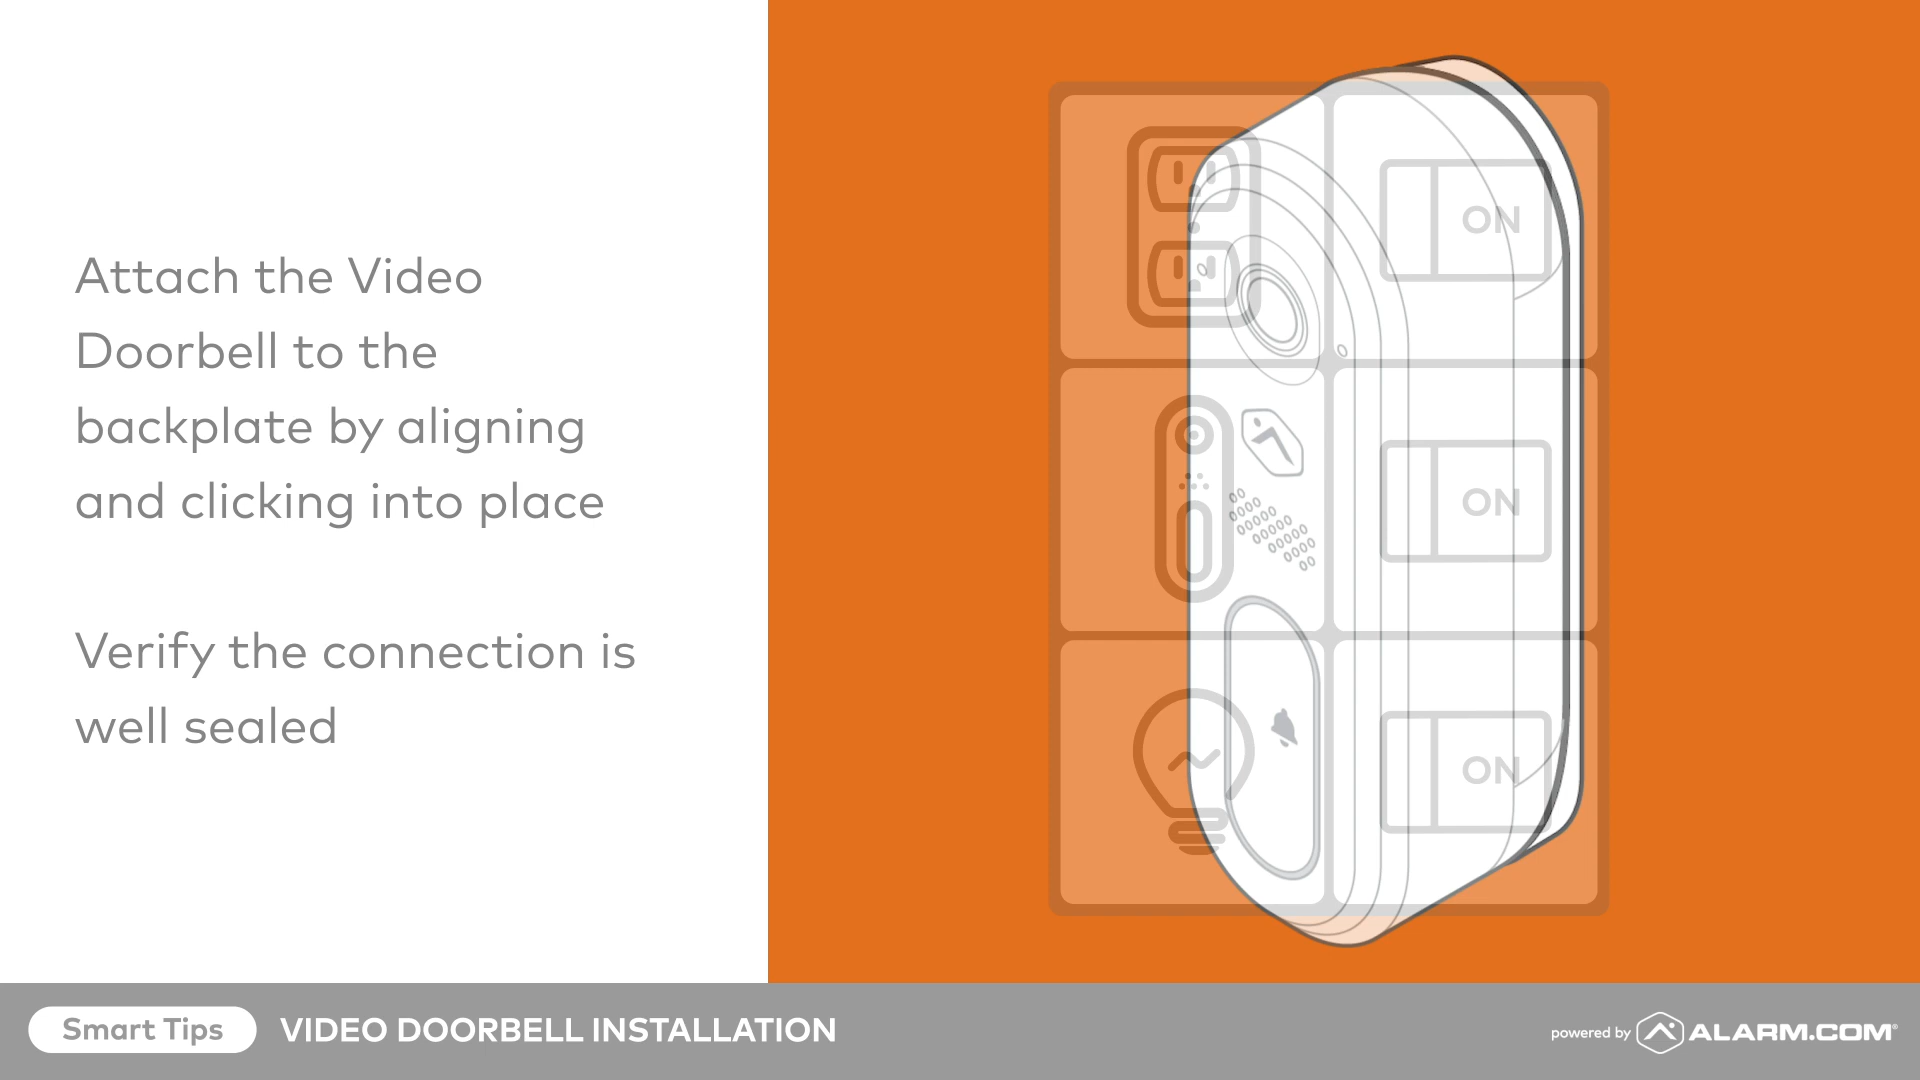 Attach the Video
Doorbell to the
backplate by aligning
and clicking into place
Verify the connection is
well sealed
ON
ON
ON
Smart Tips
VIDEO DOORBELL INSTALLATION
powered by ALARM.COM®